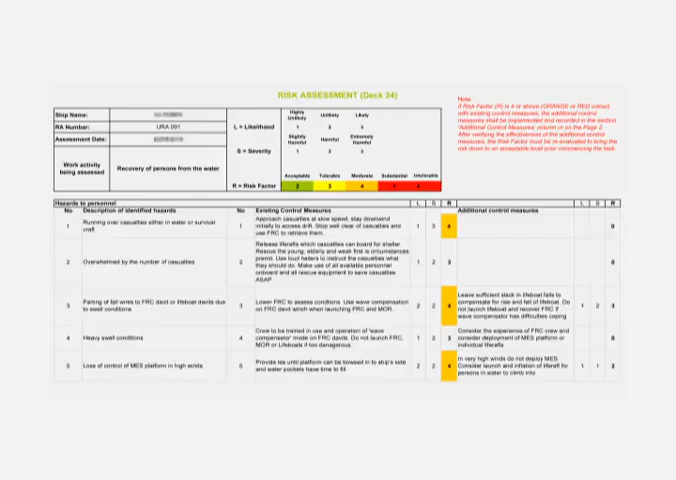 RISK ASSESSMENT (Deck 24)
Note
If Risk Factor (R) is 4 or above (ORANGE or RED colour)
with existing control measures, the additional control
measures shall be implemented and recorded in the section
'Additional Control Measures' column or on the Page 2.
After verifying the effectiveness of the additional control
measures, the Risk Factor must be re-evaluated to bring the
risk down to an acceptable level prior commencing the task.
Ship Name:
RA Number: URA 001
Assessment Date:
Work activity
being assessed
Recovery of persons from the water
L = Likelihood
Highly
Unlikely
Unlikely
Likely
1 2 3
S = Severity
Slightly
Harmful
Harmful
Extremely
Harmful
1 2 3
Acceptable Tolerable Moderate Substantial Intolerable
R = Risk Factor 2 3 4 5 6
Hazards to personnel L S R L S R
No Description of identified hazards No Existing Control Measures Additional control measures
1 Running over casualties either in water or survival
craft
1 Approach casualties at slow speed, stay downwind
initially to access drift. Stop well clear of casualties and
use FRC to retrieve them.
1 3 4 0
2 Overwhelmed by the number of casualties
2 Release liferafts which casualties can board for shelter.
Rescue the young, elderly and weak first is circumstances
premit. Use loud hailers to instruct the casualties what
they should do. Make use of all available personnel
onboard and all rescue equipment to save casualties
ASAP
1 2 3 0
3 Parting of fall wires to FRC davit or lifeboat davits due
to swell conditions
3 Lower FRC to assess conditions. Use wave compensation
on FRC davit winch when launching FRC and MOR.
2 2 4
Leave sufficient slack in lifeboat falls to
compensate for rise and fall of lifeboat. Do
not launch lifeboat and recover FRC if
wave compensator has difficulties coping
1 2 3
4 Heavy swell conditions
4 Crew to be trained in use and operation of 'wave
compensator' mode on FRC davits. Do not launch FRC,
MOR or Lifeboats if too dangerous.
1 2 3
Consider the experience of FRC crew and
consider deployment of MES platform or
individual liferafts
0
5 Loss of control of MES platform in high winds
5 Provide lee until platform can be bowsed in to ship's side
and water pockets have time to fill
2 2 4
In very high winds do not deploy MES.
Consider launch and inflation of liferaft for
persons in water to climb into
1 1 2